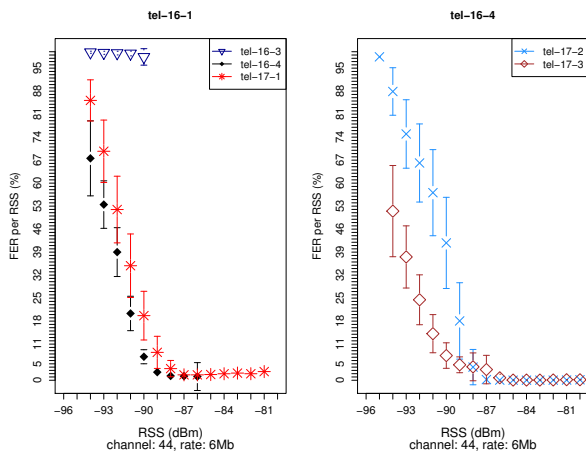 tel−16−1
tel−16−4
FER per RSS (%)
0 7 11 18 25 32 39 46 53 60 67 74 81 88 95
tel−16−3
tel−16−4
tel−17−1
−96 −93 −90 −87 −84 −81
RSS (dBm)
channel: 44, rate: 6Mb
FER per RSS (%)
0 7 11 18 25 32 39 46 53 60 67 74 81 88 95
tel−17−2
tel−17−3
−96 −93 −90 −87 −84 −81
RSS (dBm)
channel: 44, rate: 6Mb